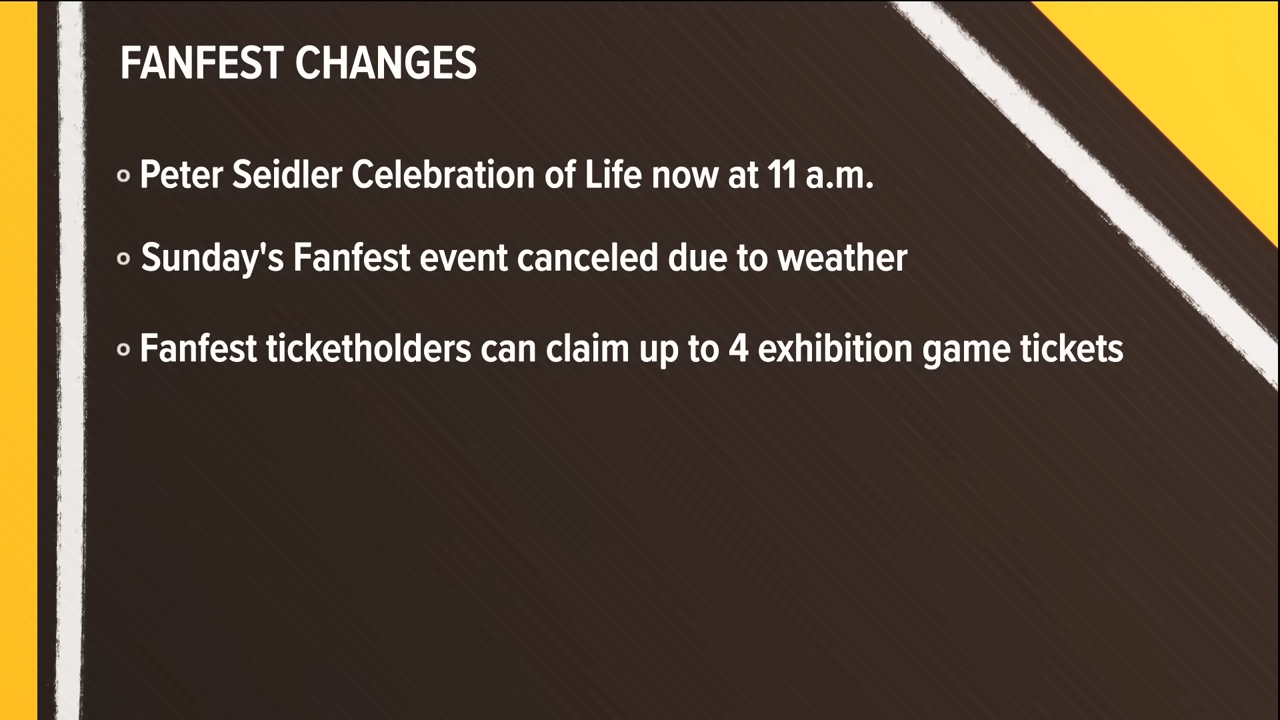 FANFEST CHANGES
Peter Seidler Celebration of Life now at 11 a.m.
Sunday's Fanfest event canceled due to weather
Fanfest ticketholders can claim up to 4 exhibition game tickets